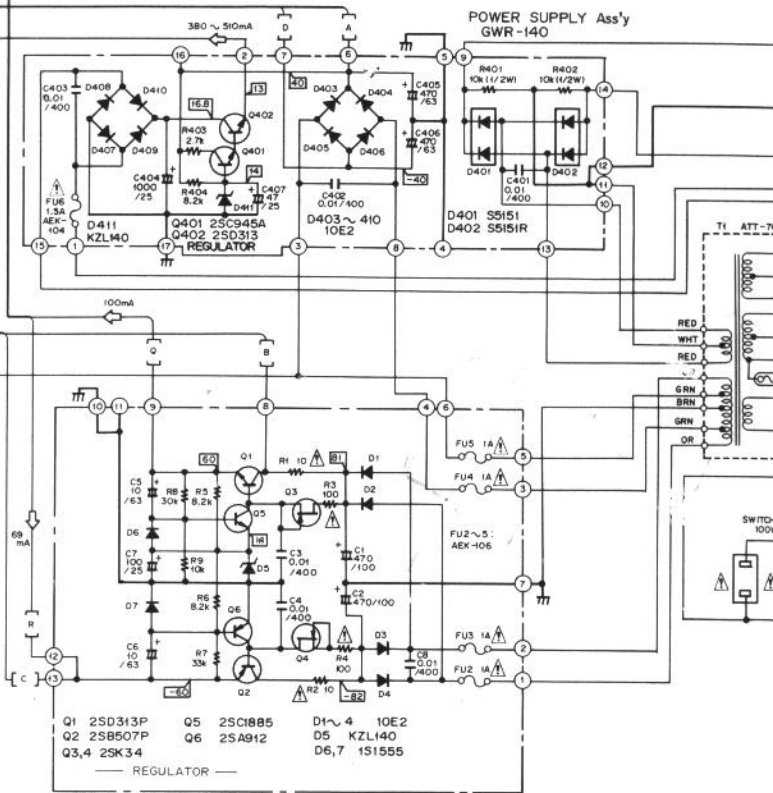 POWER SUPPLY Ass'y
GWR-140
380 ~ 510mA
D
A
16
2
7
6
5
9
C403
0.01
/400
D408
D410
D407
D409
16.8
13
Q402
R403
2.7k
Q401
14
R404
8.2k
D411
C404
1000
/25
C407
47
/25
40
D403
D404
D405
D406
-40
C402
0.01/400
C405
470
/63
C406
470
/63
R401
10k(1/2W)
R402
10k(1/2W)
14
12
11
10
D401
D402
C401
0.01
/400
FU6
1.5A
AEK-
104
D411
KZL140
Q401 2SC945A
Q402 2SD313
REGULATOR
D403 ~ 410
10E2
D401 S5151
D402 S5151R
15
1
17
3
8
4
13
T1 ATT-
100mA
Q
B
RED
WHT
RED
GRN
BRN
GRN
OR
10
11
9
8
4
6
60
Q1
R1 10
81
D1
D2
C5
10
/63
R8
30k
R5
8.2k
Q5
Q3
R3
100
FU5 1A
5
FU4 1A
3
D6
14
FU2~5:
AEK-106
C7
100
/25
R9
10k
D5
C3
0.01
/400
C1
470
/100
7
69
mA
C4
0.01
/400
C2
470/100
D7
R6
8.2k
Q6
Q4
R4
100
D3
C8
0.01
/400
FU3 1A
2
C6
10
/63
R7
33k
Q2
R2 10
D4
FU2 1A
1
-60
-82
R
12
C
13
SWITCH
100V
Q1 2SD313P
Q2 2SB507P
Q3,4 2SK34
Q5 2SC1885
Q6 2SA912
D1~4 10E2
D5 KZL140
D6,7 1S1555
REGULATOR